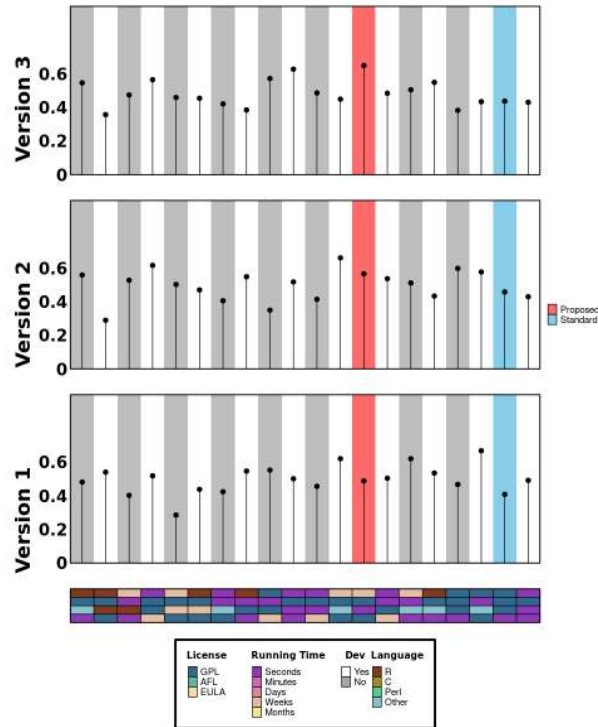 Version 3
0.6
0.4
0.2
0
Version 2
0.6
0.4
0.2
0
Proposed
Standard
Version 1
0.6
0.4
0.2
0
License
GPL
AFL
EULA
Running Time
Seconds
Minutes
Days
Weeks
Months
Dev
Yes
No
Language
R
C
Perl
Other